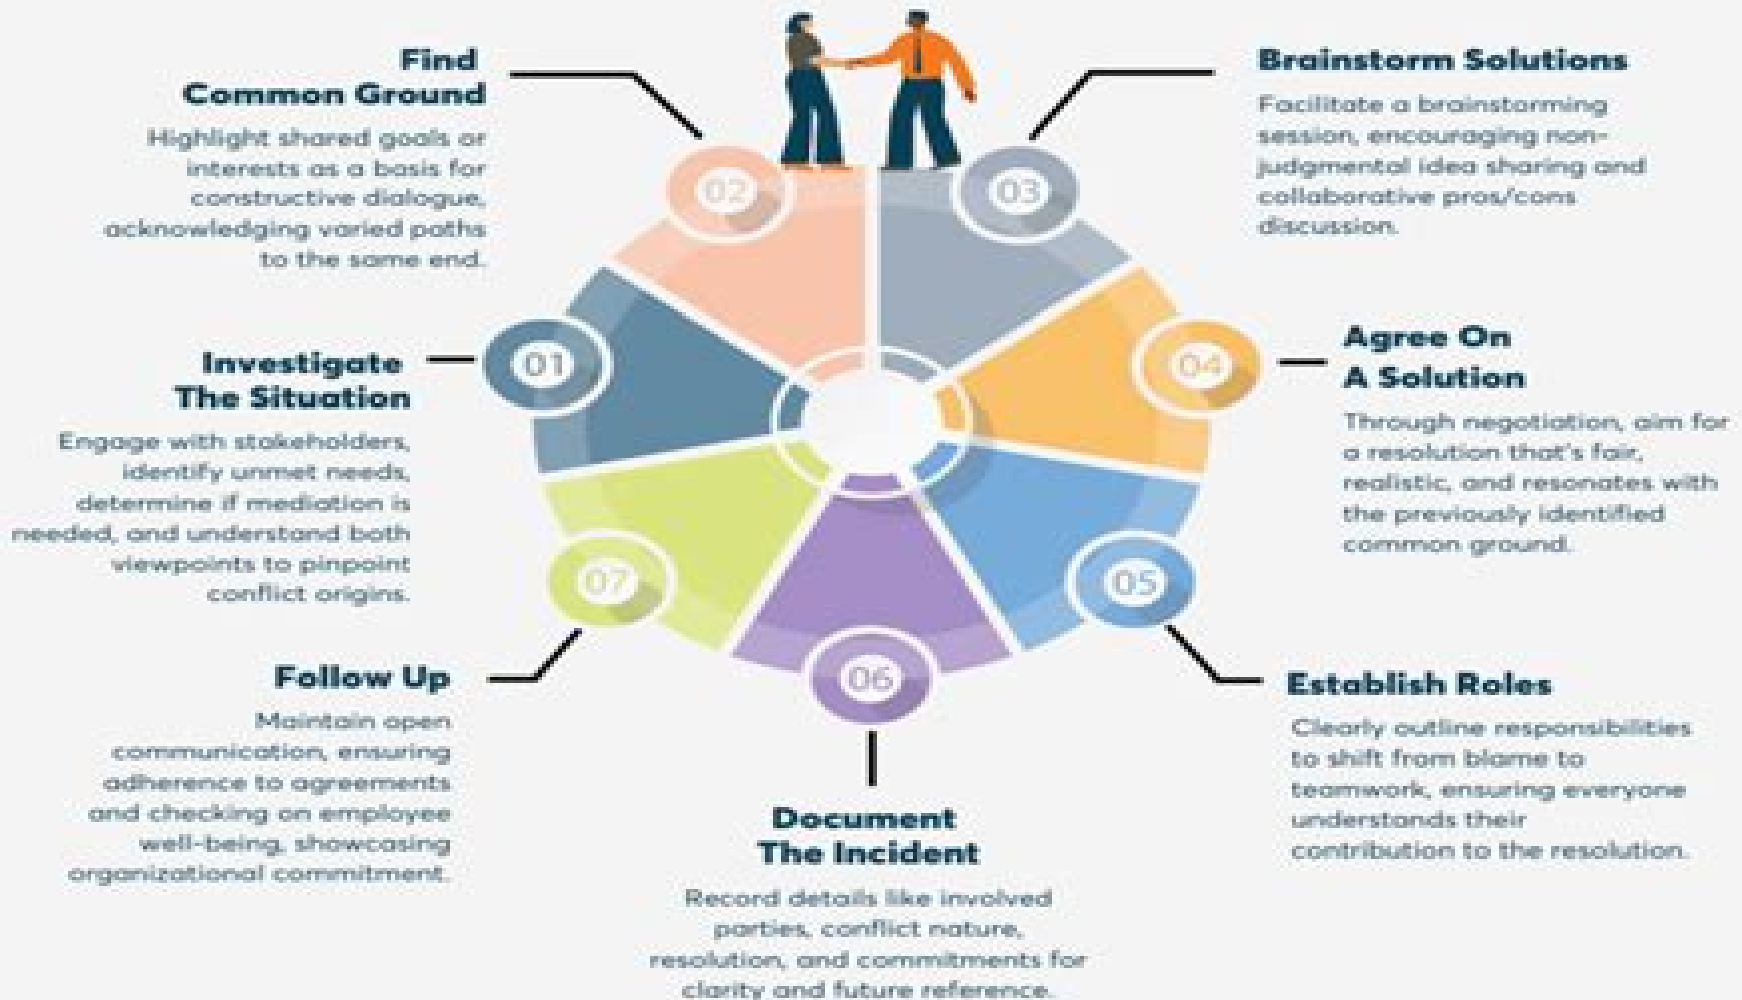 01
Investigate
The Situation
Engage with stakeholders,
identify unmet needs,
determine if mediation is
needed, and understand both
viewpoints to pinpoint
conflict origins.
02
Find
Common Ground
Highlight shared goals or
interests as a basis for
constructive dialogue,
acknowledging varied paths
to the same end.
03
Brainstorm Solutions
Facilitate a brainstorming
session, encouraging non-
judgmental idea sharing and
collaborative pros/cons
discussion.
04
Agree On
A Solution
Through negotiation, aim for
a resolution that's fair,
realistic, and resonates with
the previously identified
common ground.
05
Establish Roles
Clearly outline responsibilities
to shift from blame to
teamwork, ensuring everyone
understands their
contribution to the resolution.
06
Document
The Incident
Record details like involved
parties, conflict nature,
resolution, and commitments for
clarity and future reference.
07
Follow Up
Maintain open
communication, ensuring
adherence to agreements
and checking on employee
well-being, showcasing
organizational commitment.